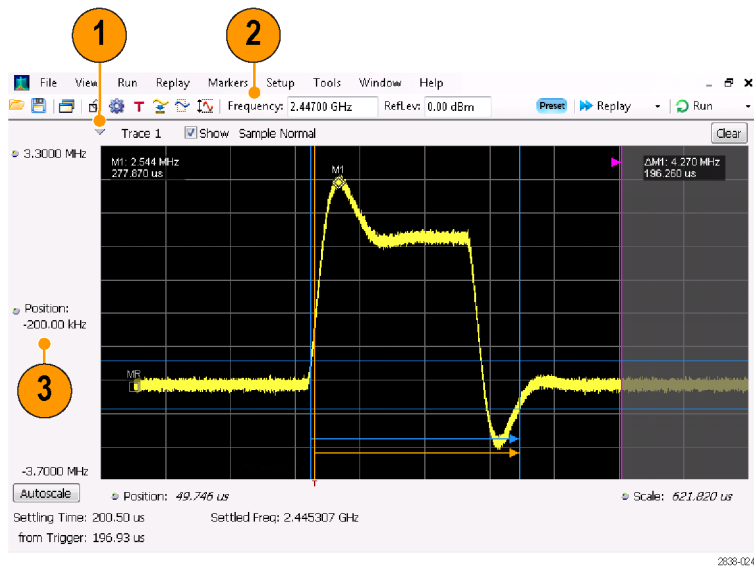 1
2
File View Run Replay Markers Setup Tools Window Help
T Frequency: 2.44700 GHz RefLev: 0.00 dBm Preset Replay Run
Trace 1 Show Sample Normal Clear
3.3000 MHz
M1: 2.544 MHz
277.870 us
M1
ΔM1: 4.270 MHz
196.260 us
Position:
-200.00 kHz
MR
3
-3.7000 MHz
T
Autoscale Position: 49.746 us Scale: 621.820 us
Settling Time: 200.50 us Settled Freq: 2.445307 GHz
from Trigger: 196.93 us
2838-024